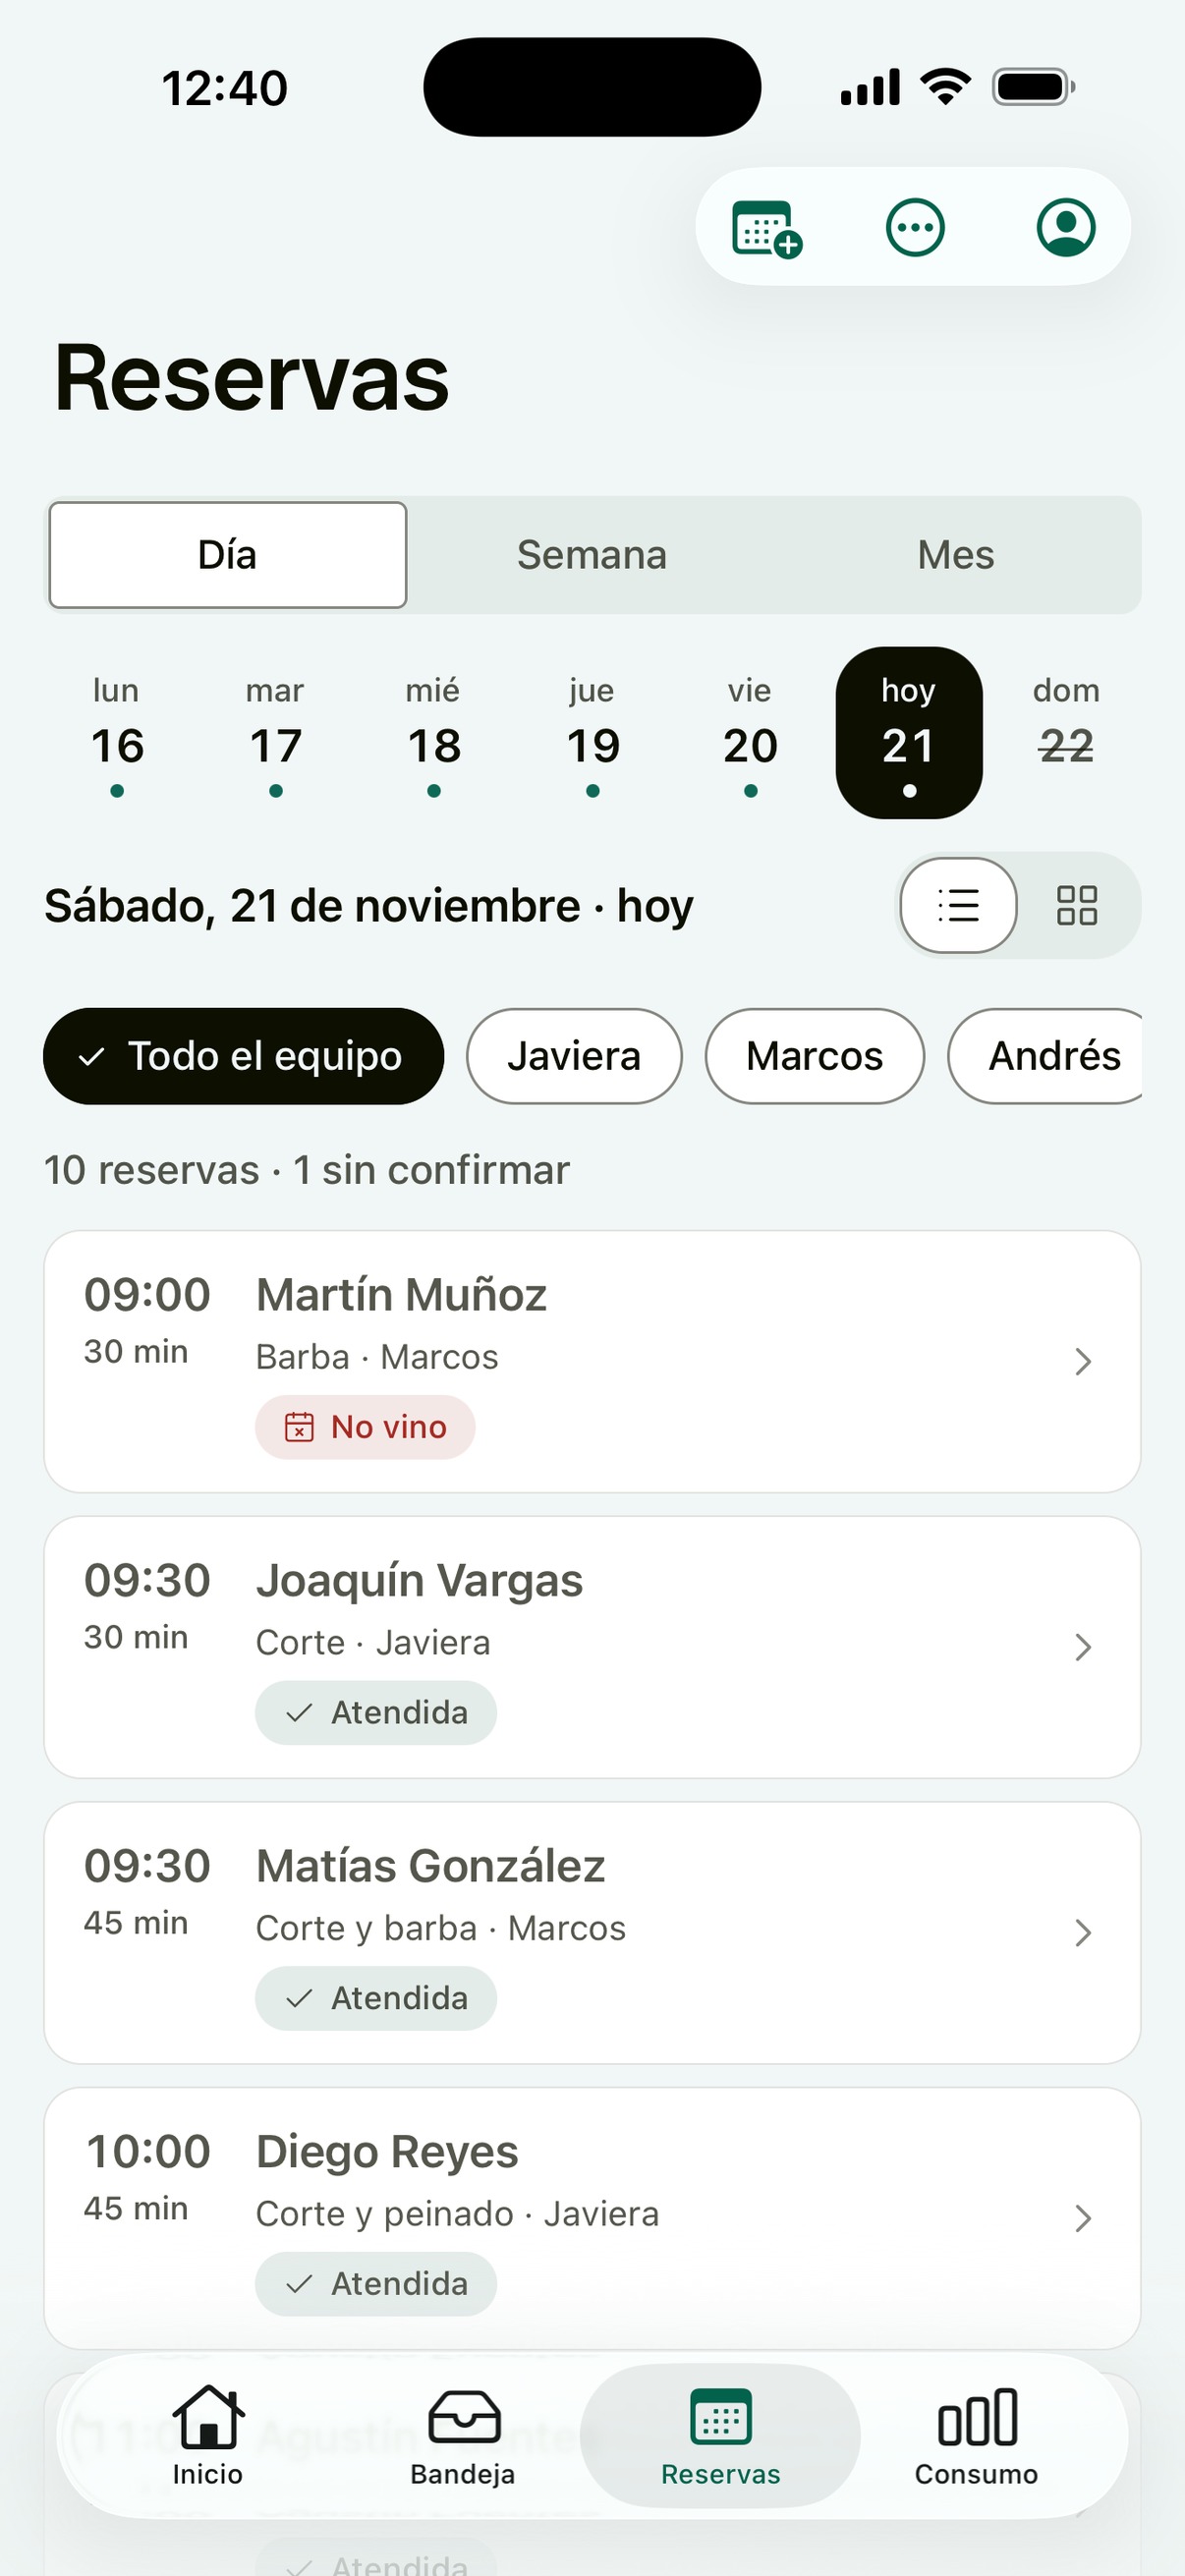 12:40
Reservas
Día Semana Mes
lun mar mié jue vie hoy dom
16 17 18 19 20 21 22
Sábado, 21 de noviembre · hoy
Todo el equipo Javiera Marcos Andrés
10 reservas · 1 sin confirmar
09:00 Martín Muñoz
30 min Barba · Marcos
No vino
09:30 Joaquín Vargas
30 min Corte · Javiera
Atendida
09:30 Matías González
45 min Corte y barba · Marcos
Atendida
10:00 Diego Reyes
45 min Corte y peinado · Javiera
Atendida
Agustín
Inicio Bandeja Reservas Consumo
Atendida